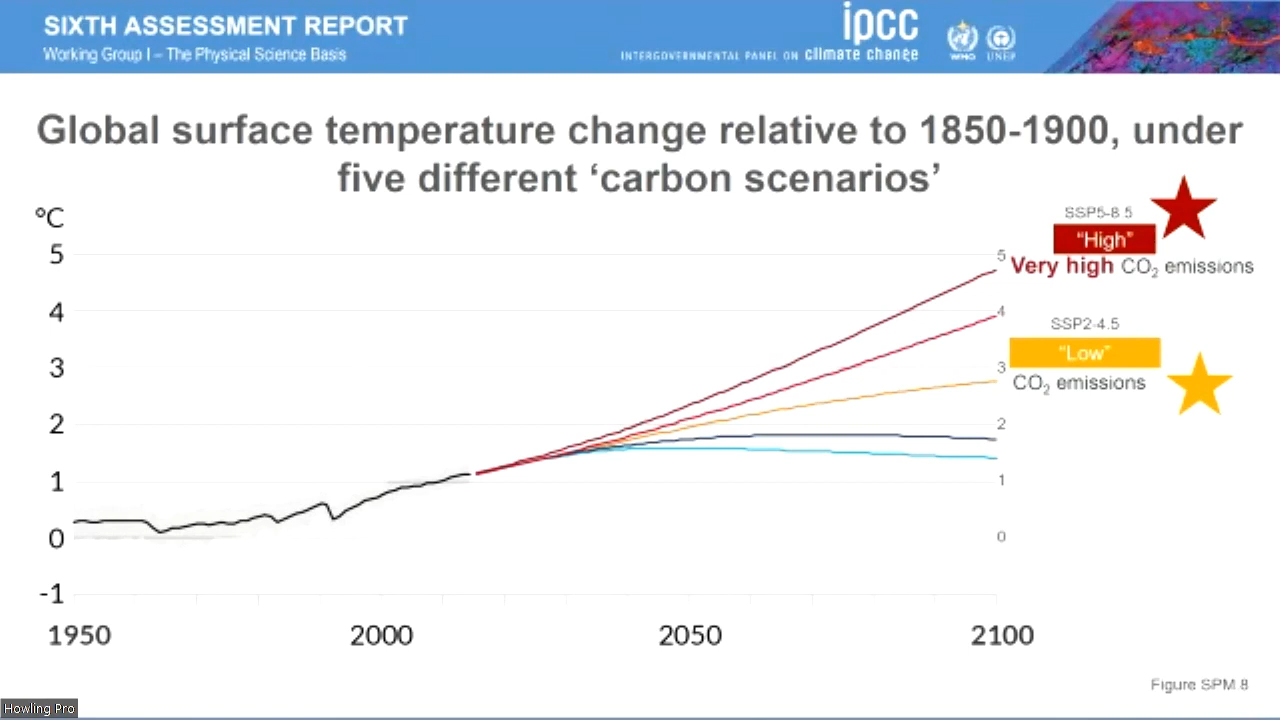 SIXTH ASSESSMENT REPORT
Working Group I – The Physical Science Basis
ipcc
INTERGOVERNMENTAL PANEL ON climate change
WMO UNEP
Global surface temperature change relative to 1850-1900, under
five different ‘carbon scenarios’
°C
5
4
3
2
1
0
-1
1950 2000 2050 2100
5
4
3
2
1
0
SSP5-8.5
“High”
Very high CO₂ emissions
SSP2-4.5
“Low”
CO₂ emissions
Figure SPM 8
Howling Pro